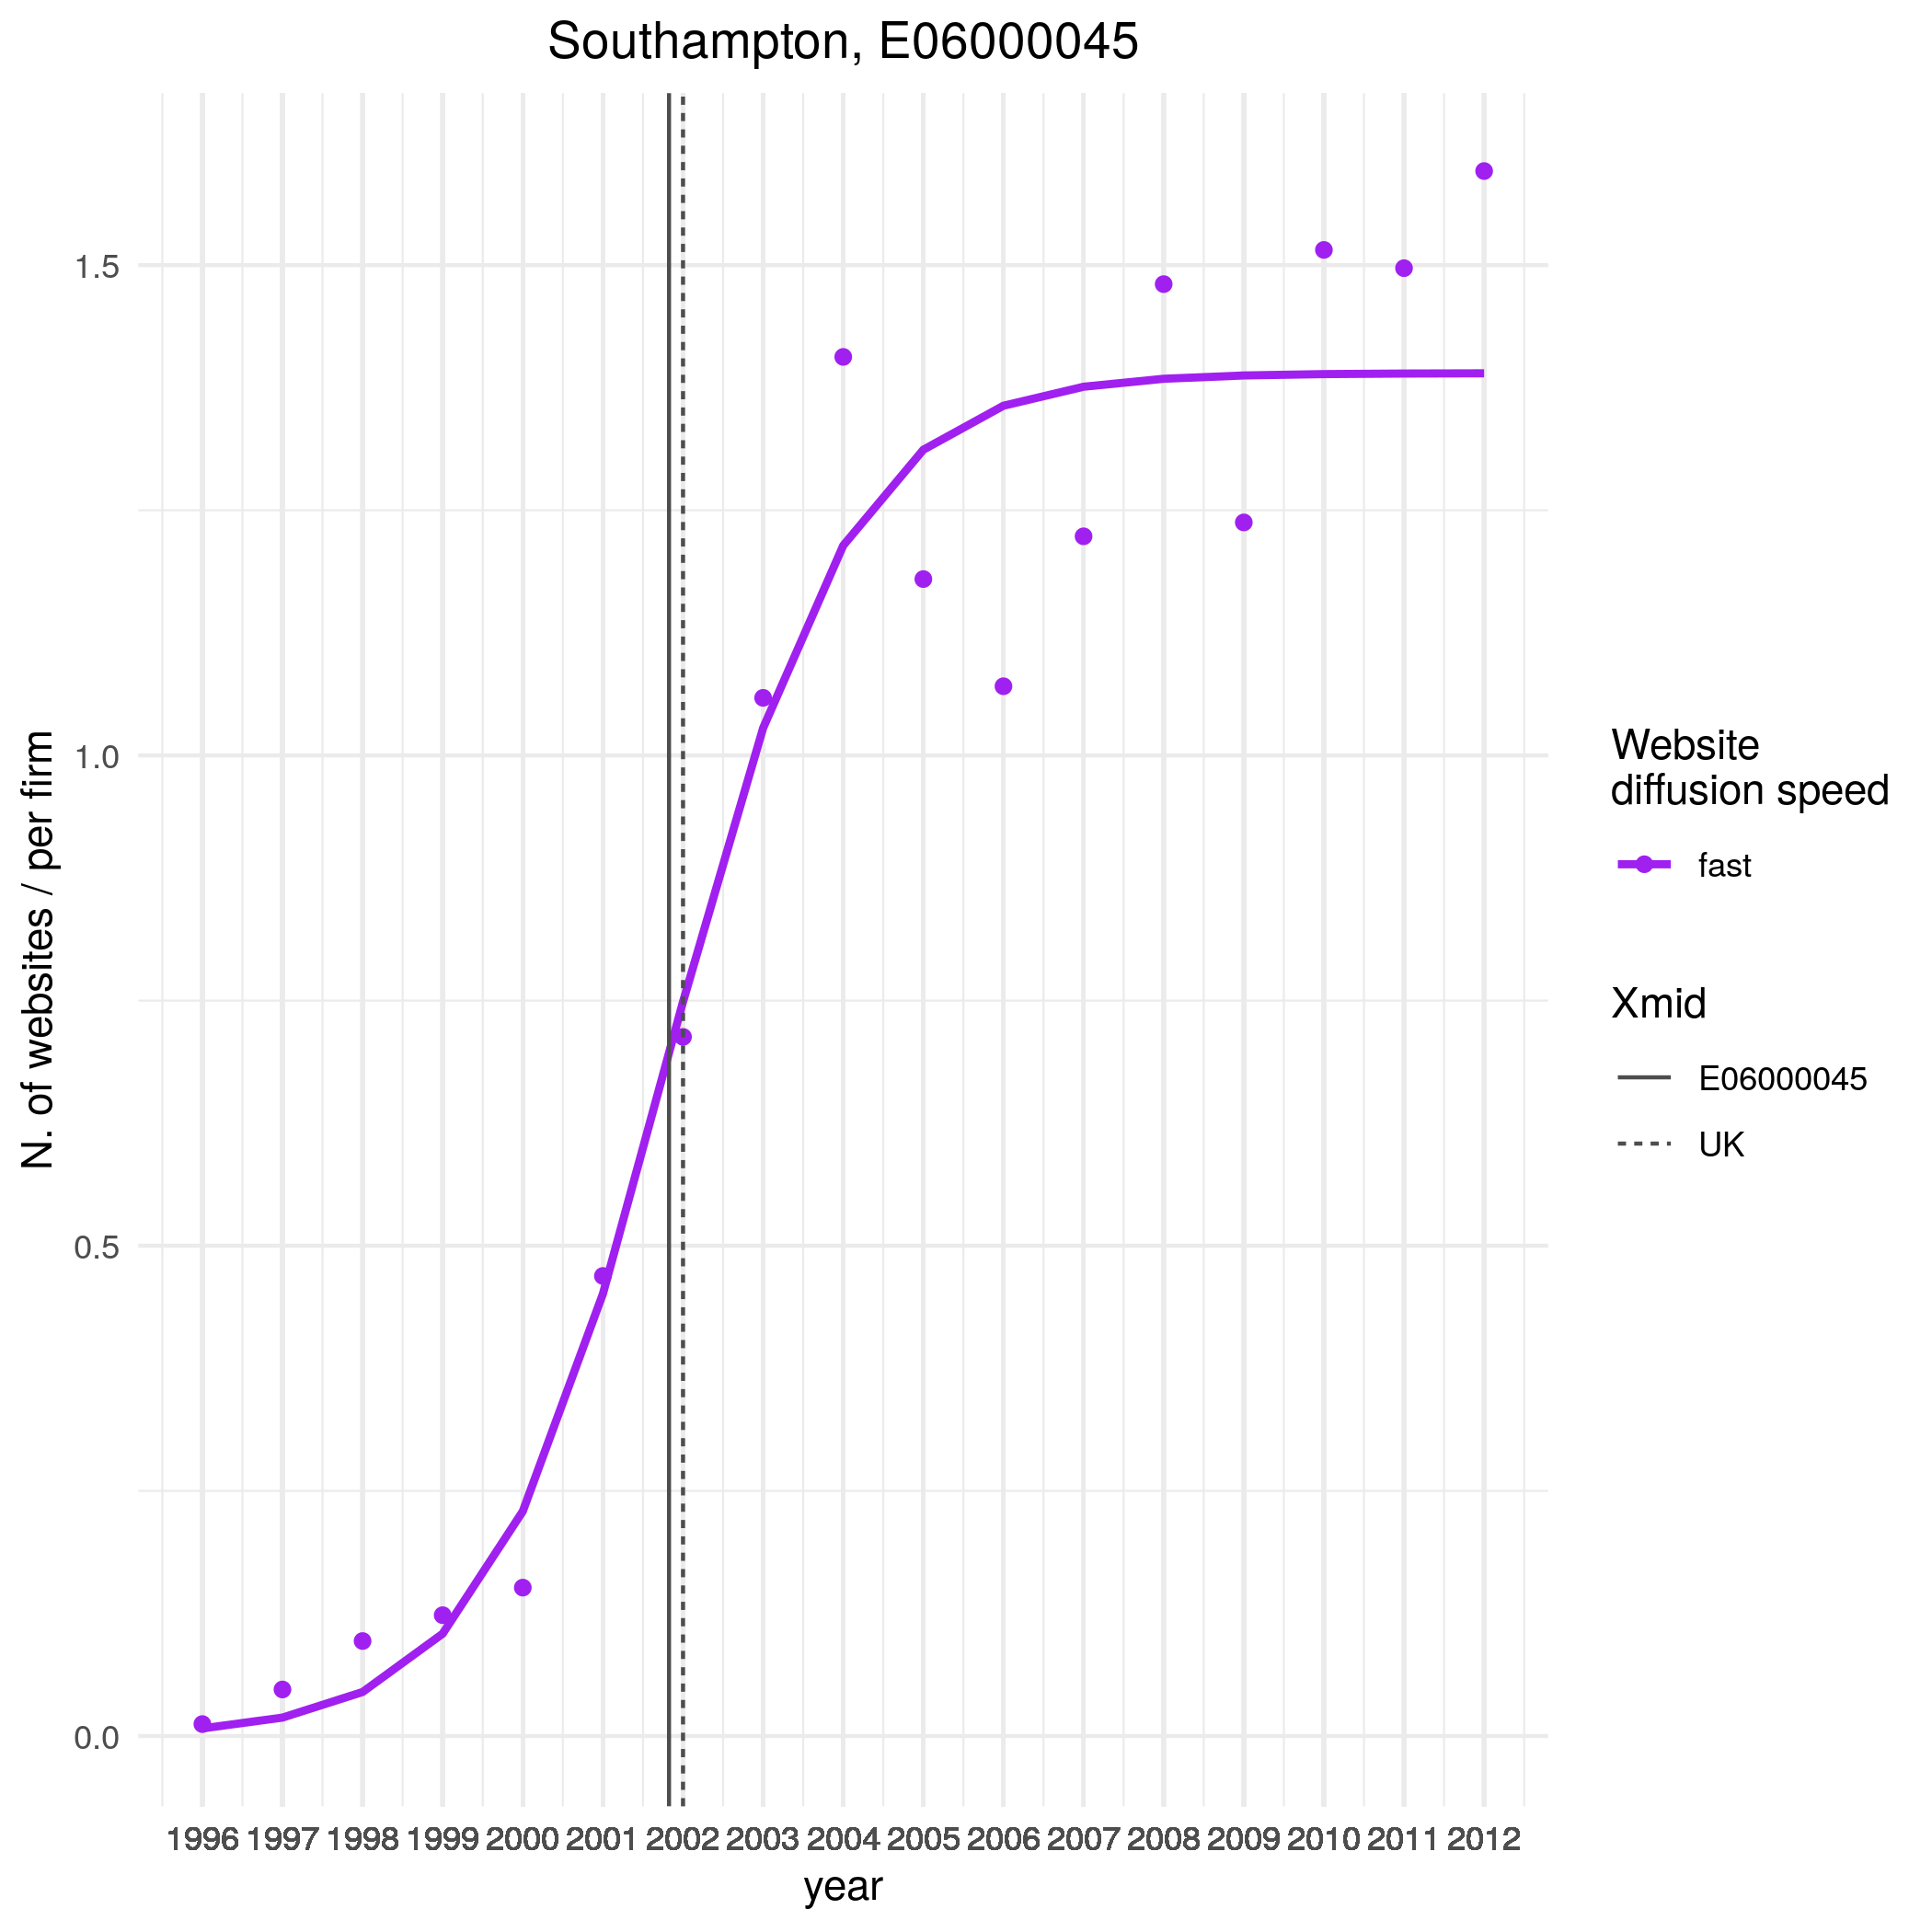 Southampton, E06000045
1.5
1.0
0.5
0.0
N. of websites / per firm
1996 1997 1998 1999 2000 2001 2002 2003 2004 2005 2006 2007 2008 2009 2010 2011 2012
year
Website
diffusion speed
fast
Xmid
E06000045
UK